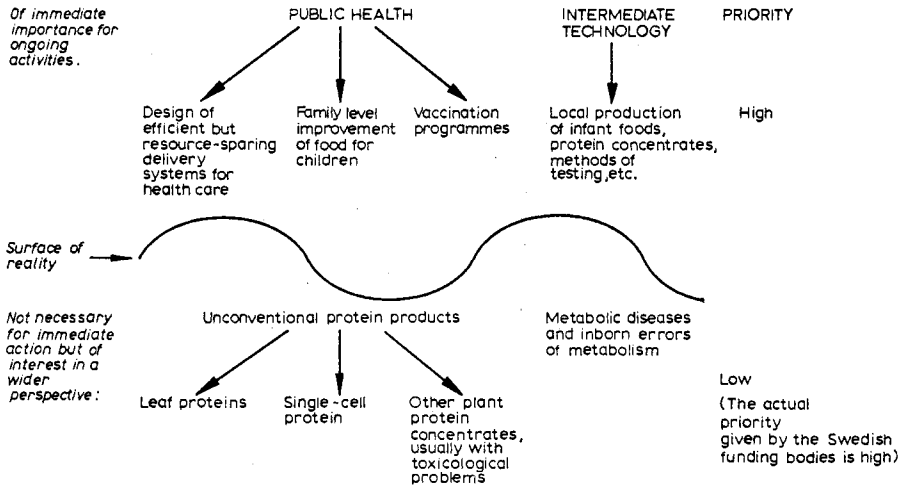 Of immediate
importance for
ongoing
activities.
PUBLIC HEALTH
INTERMEDIATE
TECHNOLOGY
PRIORITY
Design of
efficient but
resource-sparing
delivery
systems for
health care
Family level
improvement
of food for
children
Vaccination
programmes
Local production
of infant foods,
protein concentrates,
methods of
testing,etc.
High
Surface of
reality
Not necessary
for immediate
action but of
interest in a
wider
perspective:
Unconventional protein products
Metabolic diseases
and inborn errors
of metabolism
Leaf proteins
Single-cell
protein
Other plant
protein
concentrates,
usually with
toxicological
problems
Low
(The actual
priority
given by the Swedish
funding bodies is high)